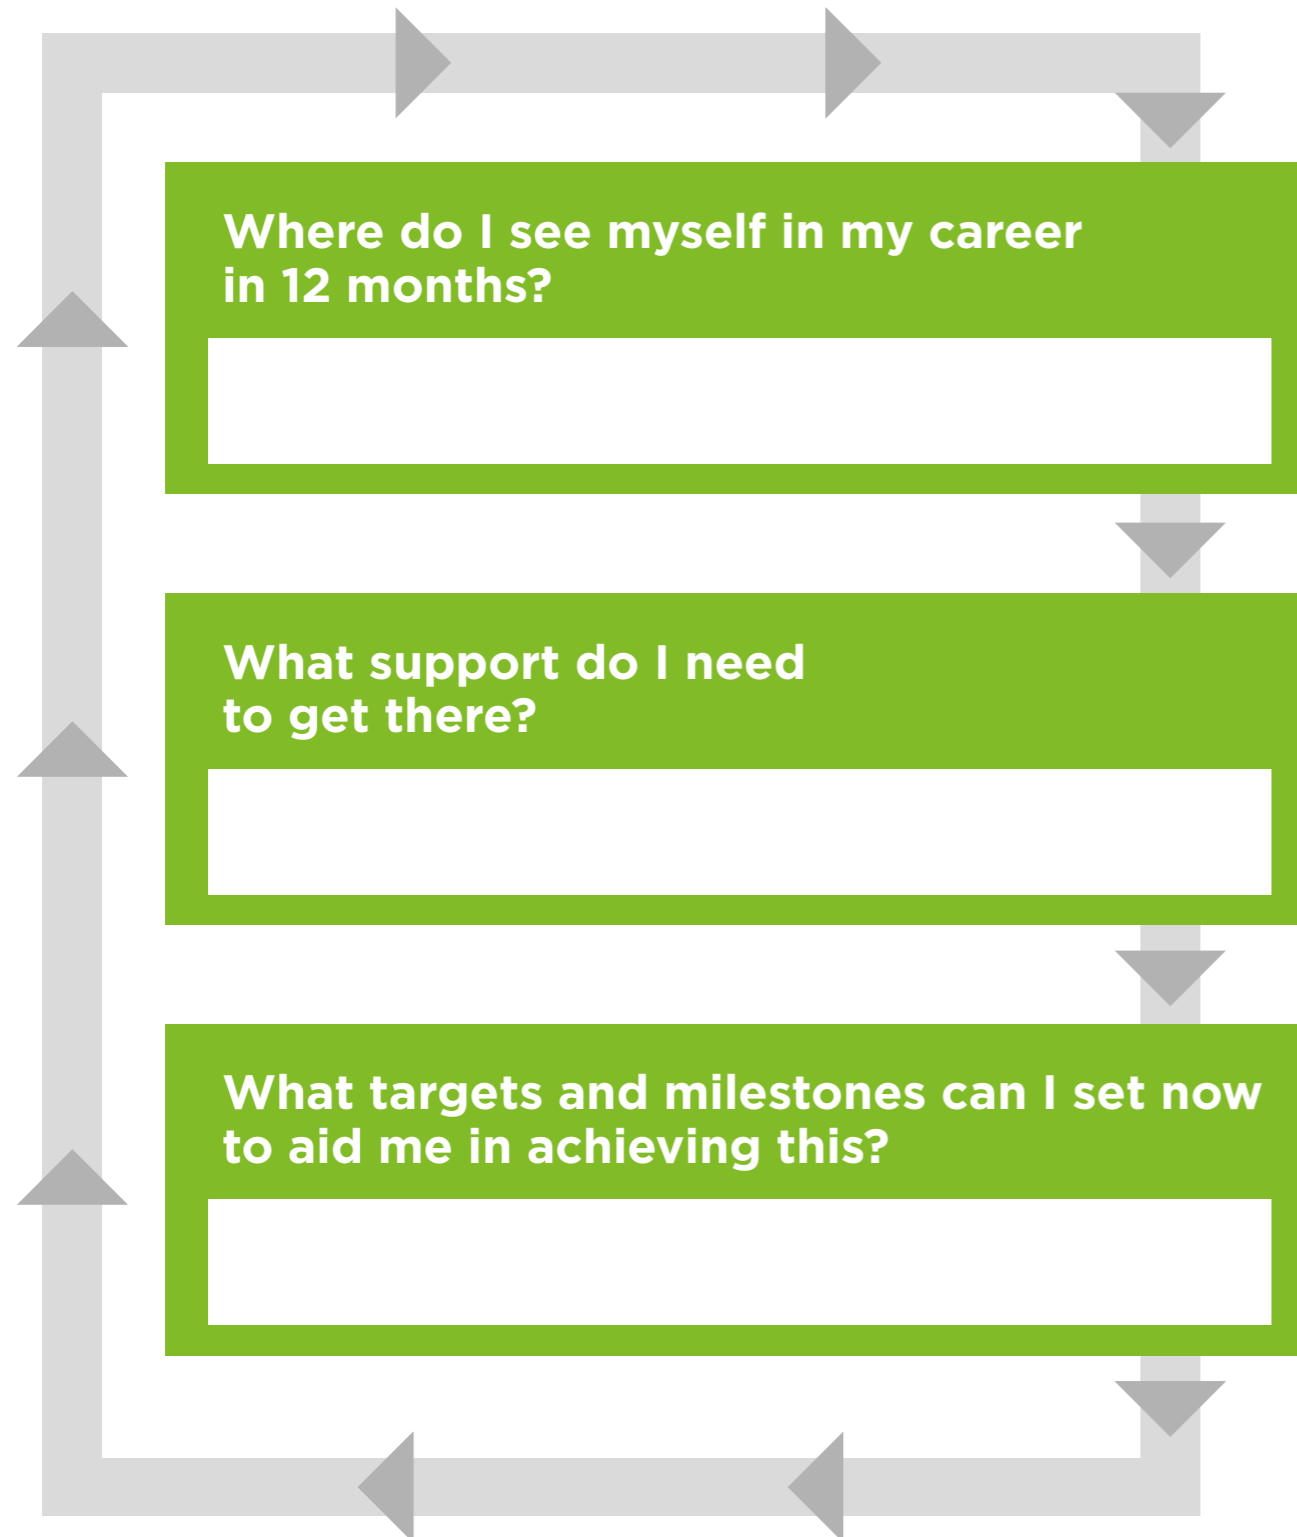 Where do I see myself in my career
in 12 months?
What support do I need
to get there?
What targets and milestones can I set now
to aid me in achieving this?